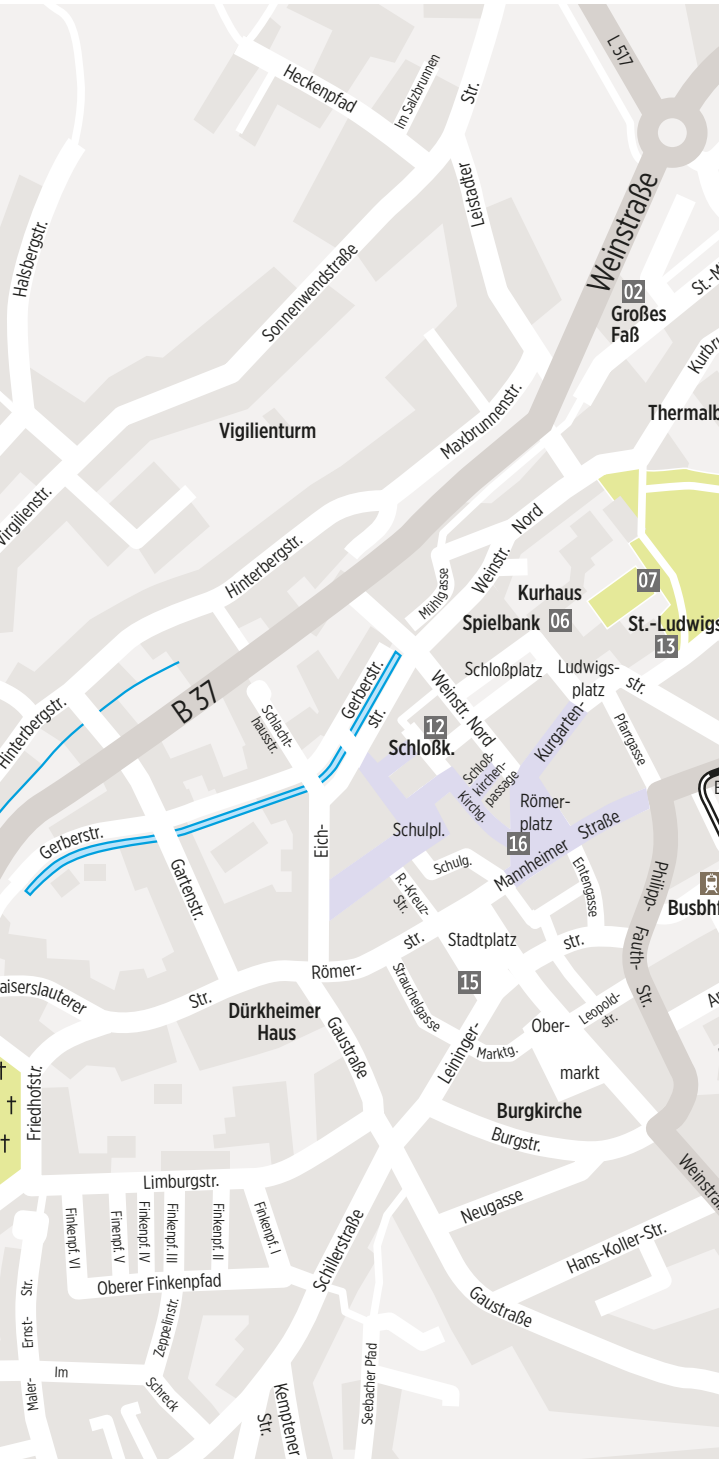 L 517
Heckenpfad
Im Salzbrunnen
Str.
Leistadter
Weinstraße
Halsbergstr.
Sonnenwendstraße
02
Großes
Faß
St.-M
Kurbru
Thermalb
Vigilienturm
Maxbrunnenstr.
Virgilienstr.
Nord
Weinstr.
Hinterbergstr.
Mühlgasse
07
Kurhaus
Spielbank 06
St.-Ludwigs
13
Schloßplatz
Ludwigs-
platz
str.
Gerberstr.
str.
Weinstr. Nord
B 37
Hinterbergstr.
Schlacht-
hausstr.
12
Schloßk.
Kurgarten-
Pfarrgasse
Schloß-
kirchen-
passage
Kirchg.
Römer-
platz
16
Mannheimer Straße
Schulpl.
Eich-
Gerberstr.
Gartenstr.
Schulg.
R.-Kreuz-
Str.
Entengasse
Philipp-
Fauth-
Str.
Busbhf
Stadtplatz
str.
str.
Römer-
15
aiserslauterer
Str.
Dürkheimer
Haus
Strauchelgasse
Gaustraße
Leininger-
Marktg.
Ober-
markt
Leopold-
str.
Ar
Friedhofstr.
Burgkirche
Burgstr.
Limburgstr.
Weinstraß
Neugasse
Finkenpf. VI
Finenpf. V
Finkenpf. IV
Finkenpf. III
Finkenpf. II
Finkenpf. I
Schillerstraße
Hans-Koller-Str.
Oberer Finkenpfad
Gaustraße
Zeppelinstr.
Maler-
Ernst-
Str.
Im
Schreck
Seebacher Pfad
Kemptener
Str.